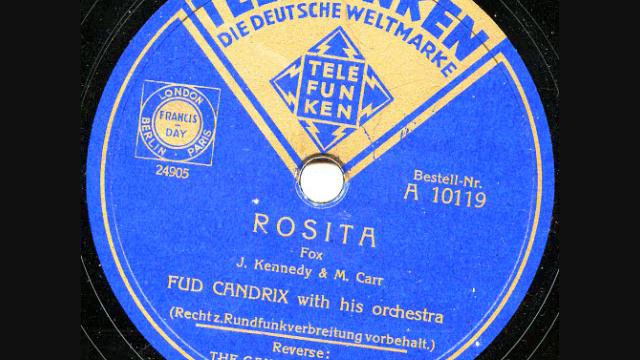 TELEFUNKEN
DIE DEUTSCHE WELTMARKE
TELE
FUN
KEN
LONDON
FRANCIS -
DAY
BERLIN - PARIS
24905
Bestell-Nr.
A 10119
ROSITA
Fox
J. Kennedy & M. Carr
FUD CANDRIX with his orchestra
(Recht z. Rundfunkverbreitung vorbehalt.)
Reverse:
THE